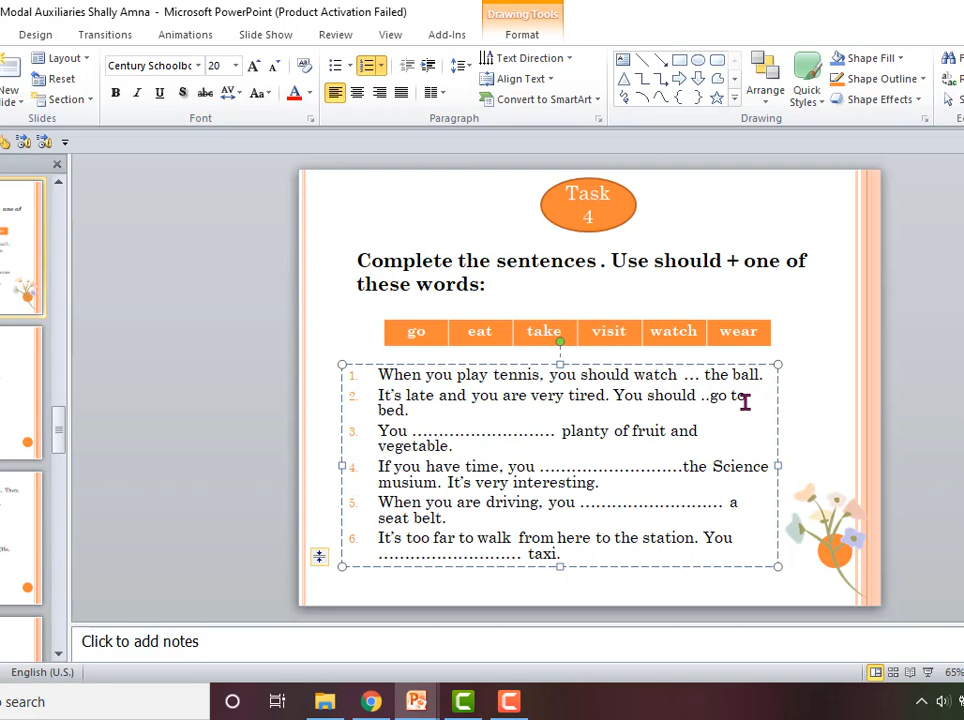 Modal Auxiliaries Shally Amna - Microsoft PowerPoint (Product Activation Failed)
Drawing Tools
Design Transitions Animations Slide Show Review View Add-Ins Format
Layout
Century Schoolbc 20
Text Direction
Shape Fill
New
Reset
Align Text
Arrange
Quick
Shape Outline
Slide
Section
B I U S abc AV Aa A
Convert to SmartArt
Styles
Shape Effects
Slides Font Paragraph Drawing
Task
4
Complete the sentences . Use should + one of
these words:
go eat take visit watch wear
1. When you play tennis, you should watch … the ball.
2. It's late and you are very tired. You should ..go to
bed.
3. You ……………………… planty of fruit and
vegetable.
4. If you have time, you ………………………the Science
musium. It's very interesting.
5. When you are driving, you ……………………… a
seat belt.
6. It's too far to walk from here to the station. You
……………………… taxi.
Click to add notes
English (U.S.)
65%
o search